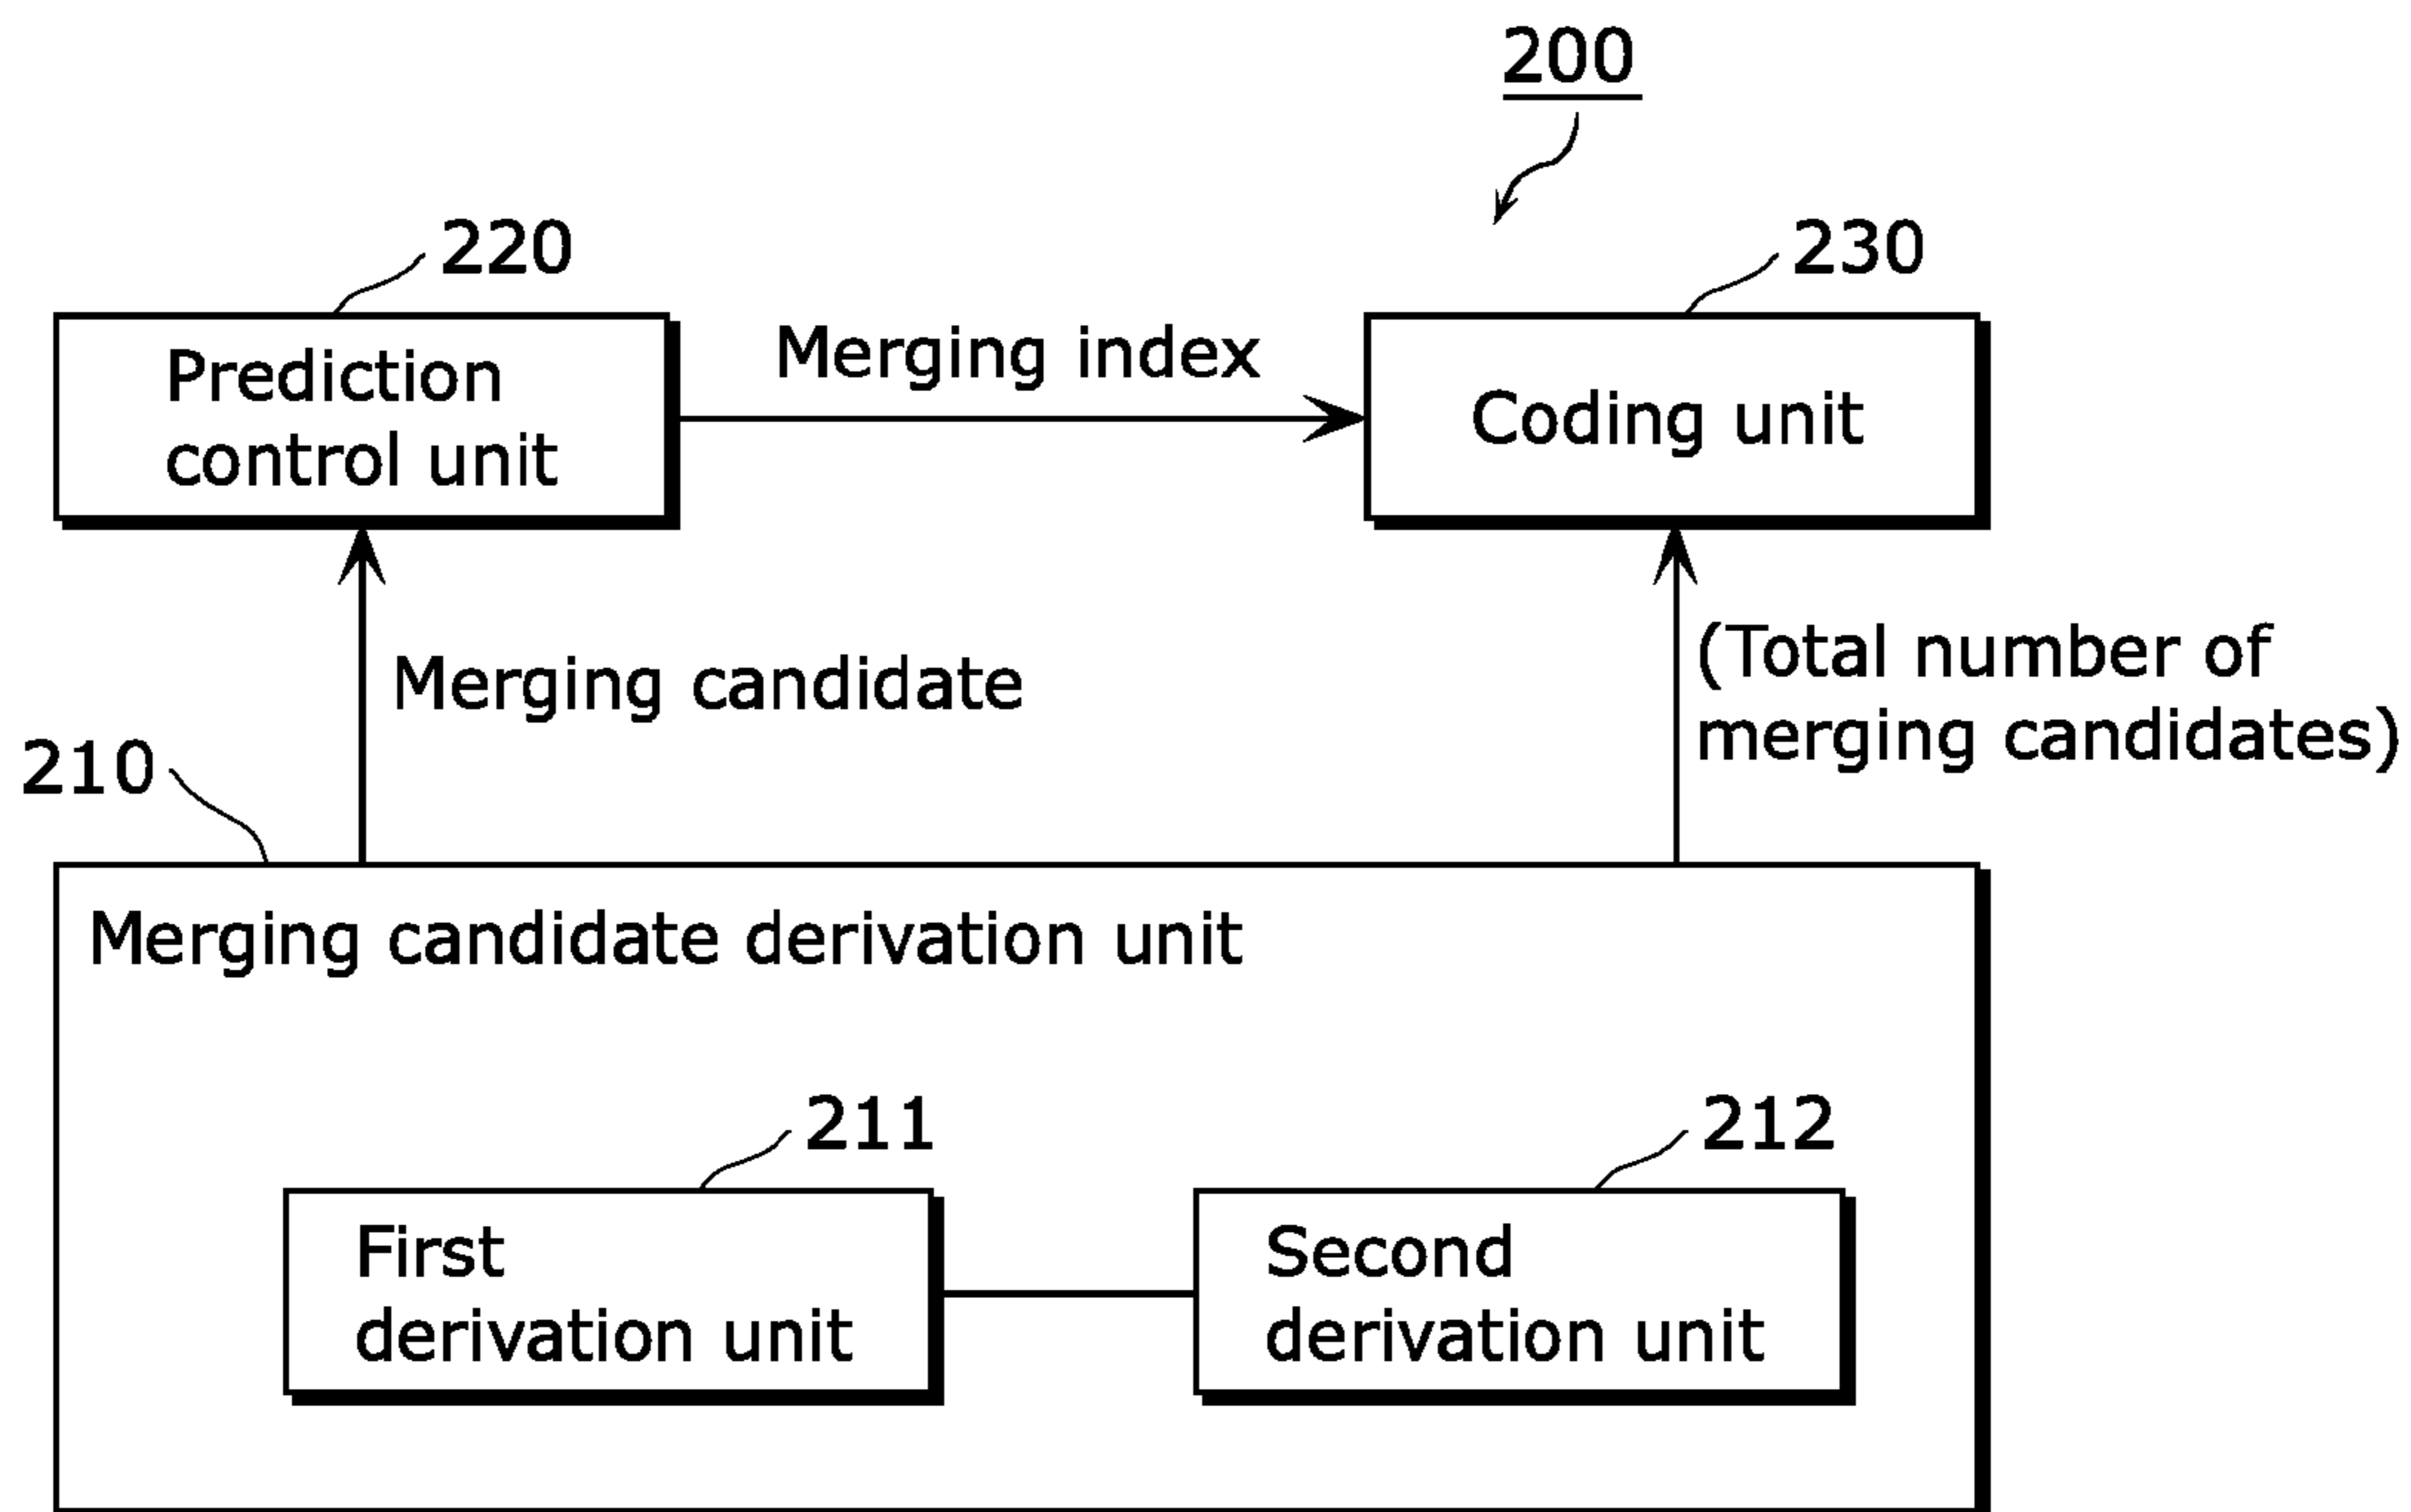 200
220
230
Prediction
control unit
Merging index
Coding unit
Merging candidate
(Total number of
merging candidates)
210
Merging candidate derivation unit
211
212
First
derivation unit
Second
derivation unit